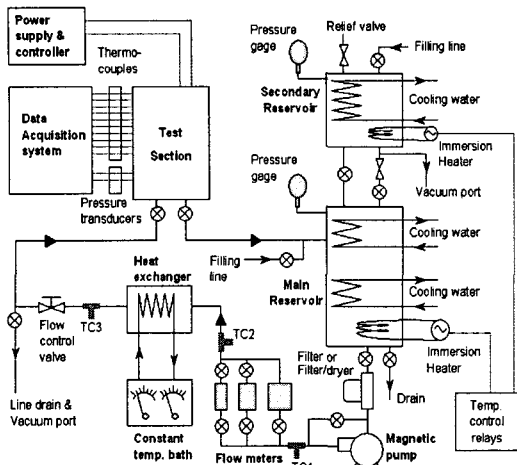 Power
supply &
controller
Thermo-
couples
Data
Acquisition
system
Test
Section
Pressure
transducers
Pressure
gage
Relief valve
Filling line
Secondary
Reservoir
Cooling water
Immersion
Heater
Vacuum port
Pressure
gage
Cooling water
Filling
line
Main
Reservoir
Cooling water
Immersion
Heater
Heat
exchanger
Flow
control
valve
TC3
TC2
Line drain &
Vacuum port
Constant
temp. bath
Flow meters
Filter or
Filter/dryer
Drain
Magnetic
pump
Temp.
control
relays